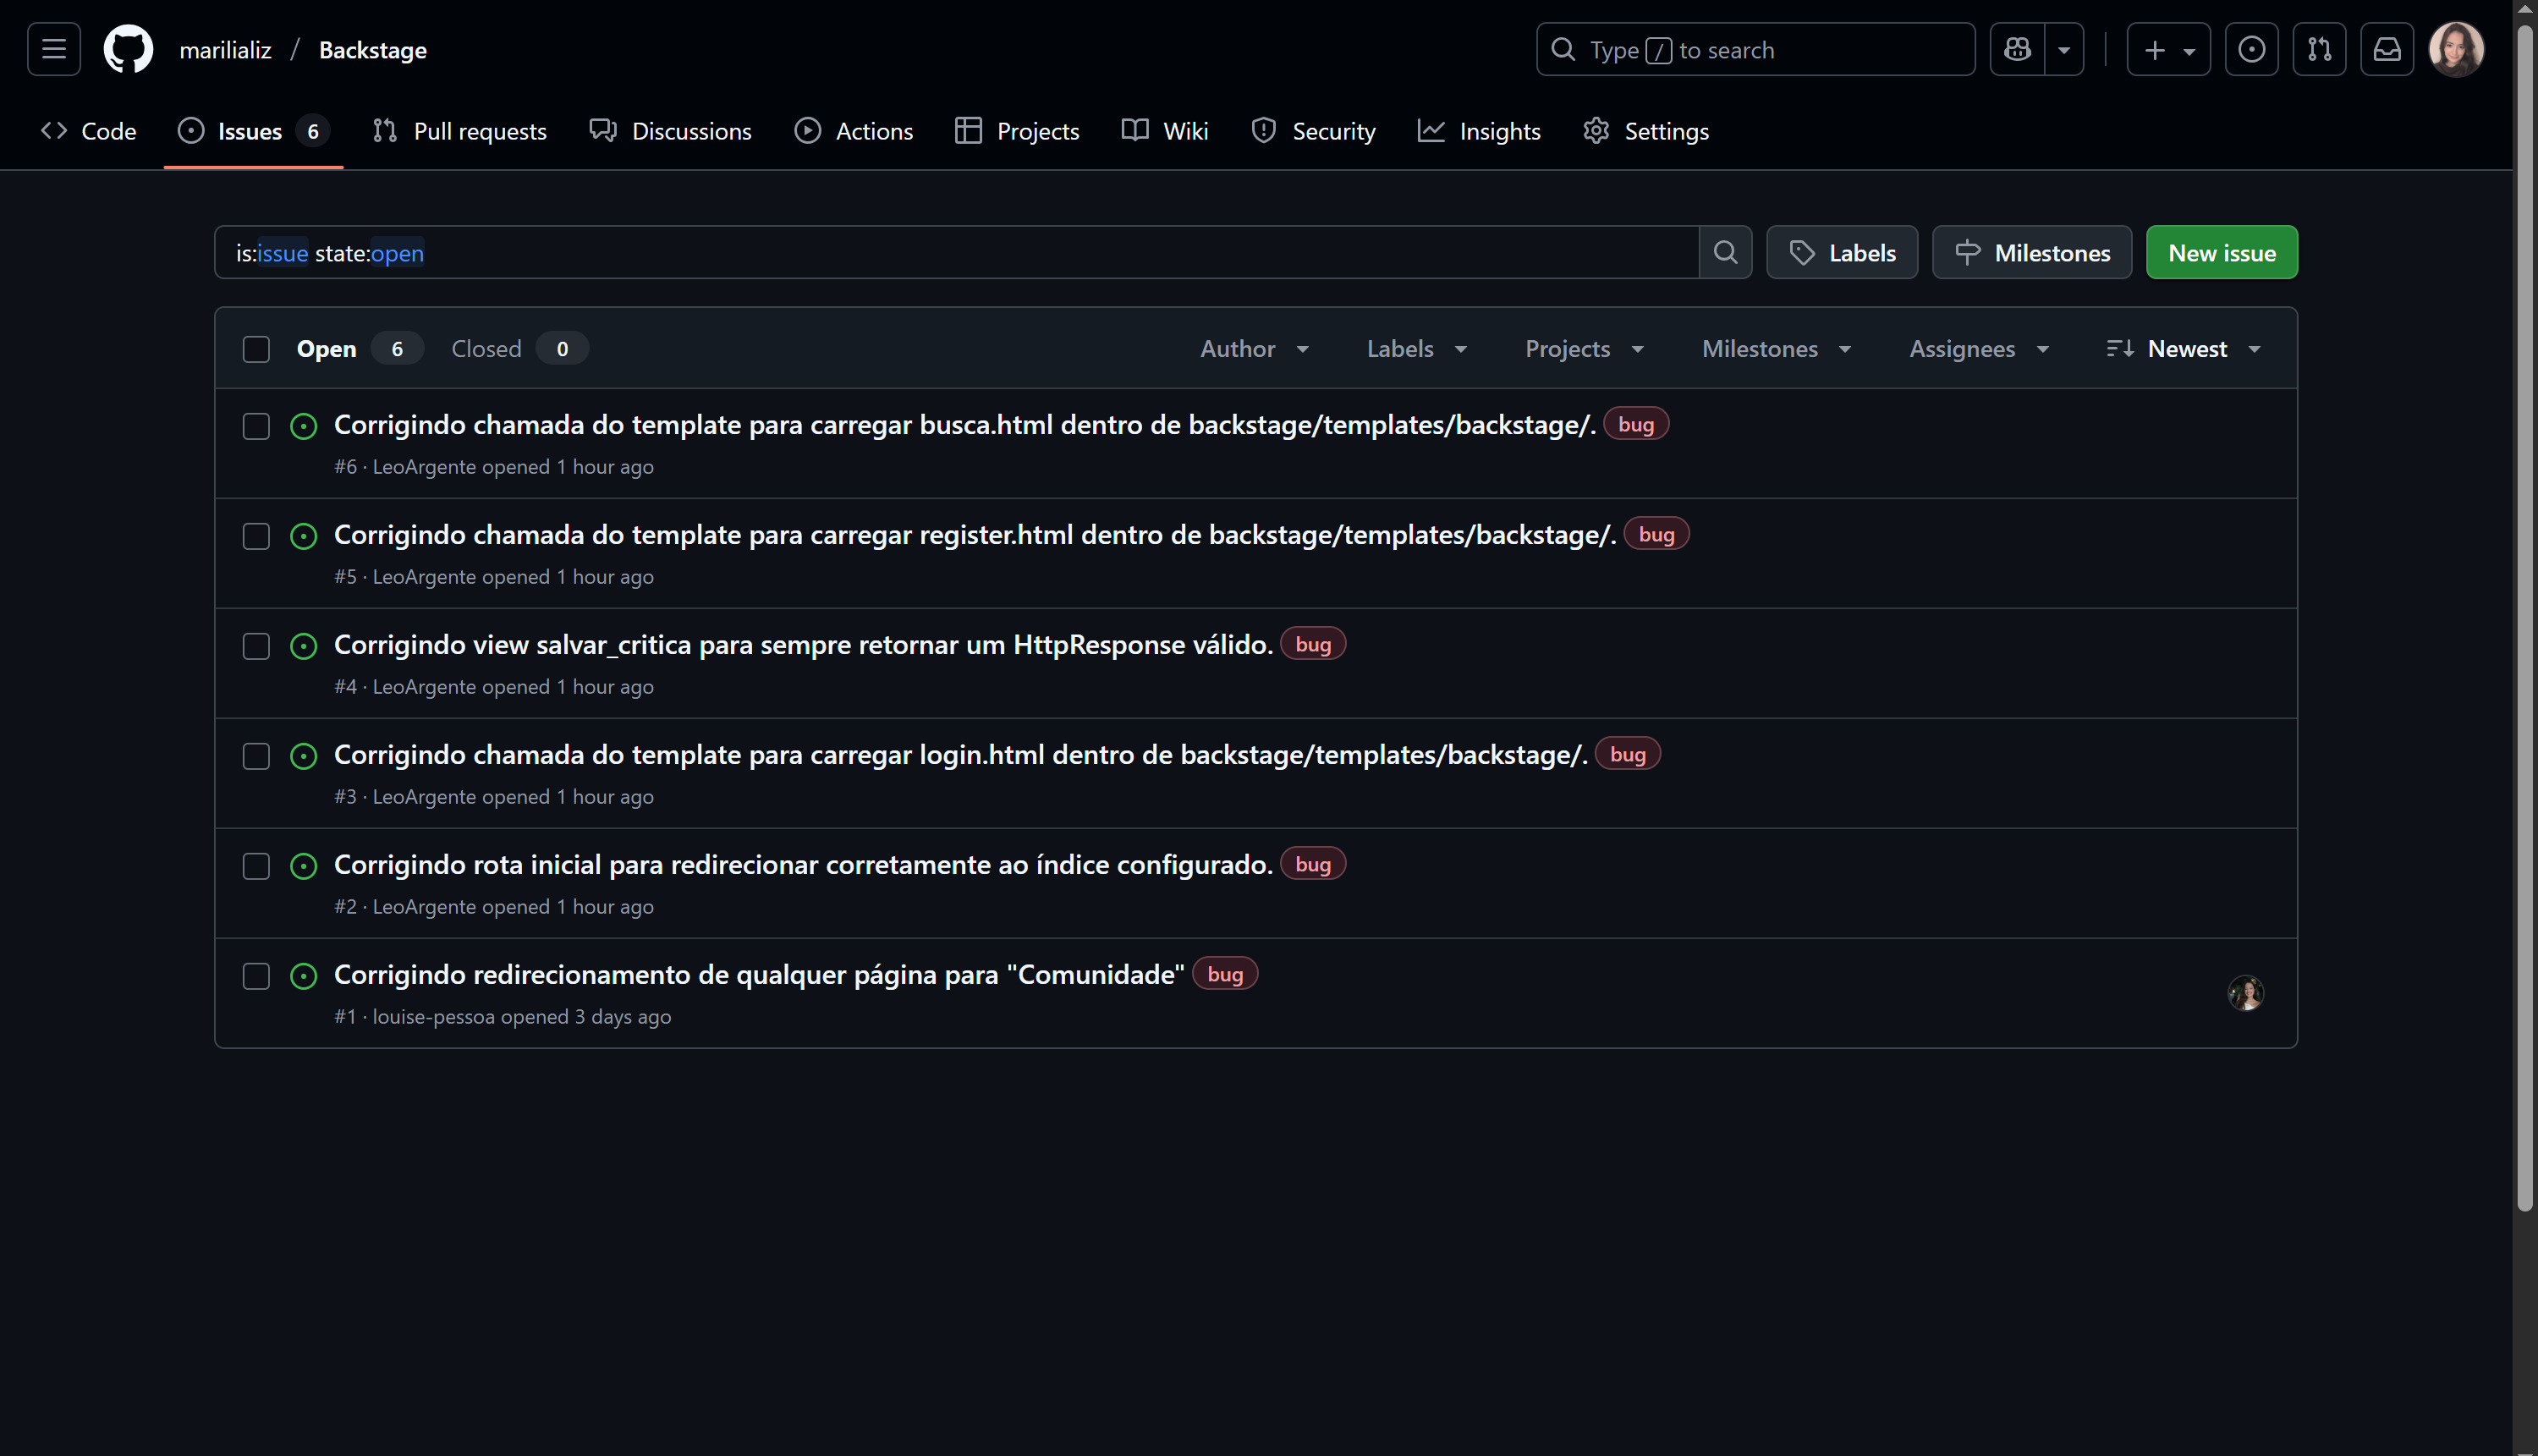 marilializ / Backstage
Type / to search
Code
Issues 6
Pull requests
Discussions
Actions
Projects
Wiki
Security
Insights
Settings
is:issue state:open
Labels
Milestones
New issue
Open 6
Closed 0
Author
Labels
Projects
Milestones
Assignees
Newest
Corrigindo chamada do template para carregar busca.html dentro de backstage/templates/backstage/. bug
#6 · LeoArgente opened 1 hour ago
Corrigindo chamada do template para carregar register.html dentro de backstage/templates/backstage/. bug
#5 · LeoArgente opened 1 hour ago
Corrigindo view salvar_critica para sempre retornar um HttpResponse válido. bug
#4 · LeoArgente opened 1 hour ago
Corrigindo chamada do template para carregar login.html dentro de backstage/templates/backstage/. bug
#3 · LeoArgente opened 1 hour ago
Corrigindo rota inicial para redirecionar corretamente ao índice configurado. bug
#2 · LeoArgente opened 1 hour ago
Corrigindo redirecionamento de qualquer página para "Comunidade" bug
#1 · louise-pessoa opened 3 days ago